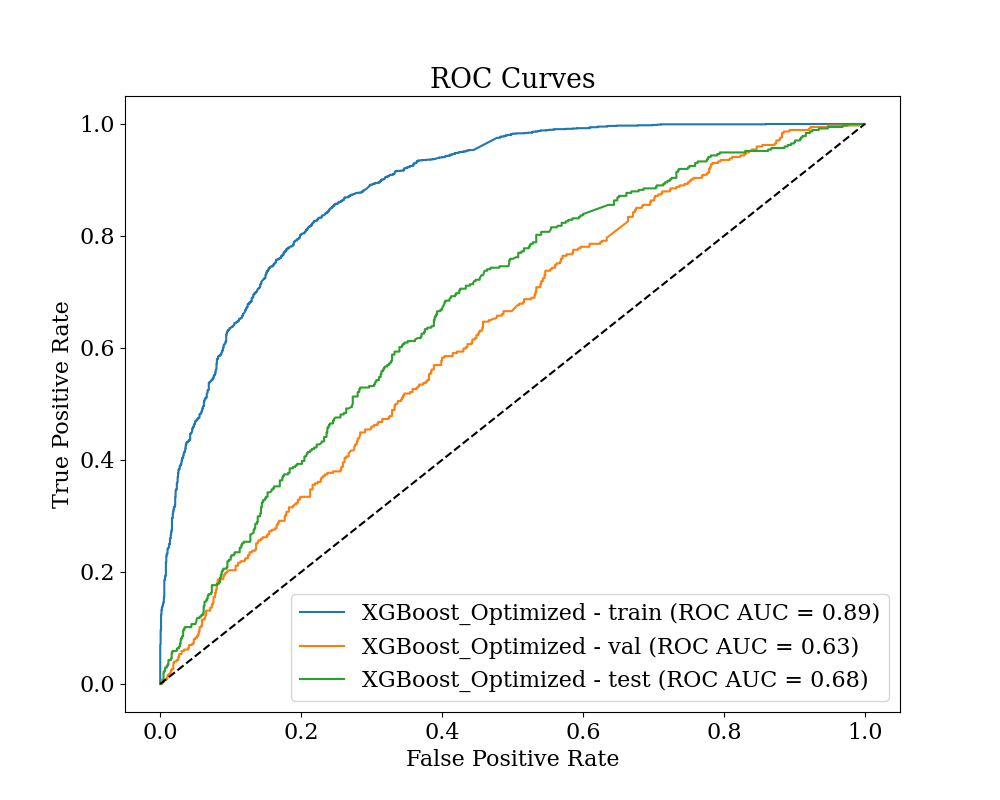 ROC Curves
True Positive Rate
1.0
0.8
0.6
0.4
0.2
0.0
XGBoost_Optimized - train (ROC AUC = 0.89)
XGBoost_Optimized - val (ROC AUC = 0.63)
XGBoost_Optimized - test (ROC AUC = 0.68)
0.0 0.2 0.4 0.6 0.8 1.0
False Positive Rate